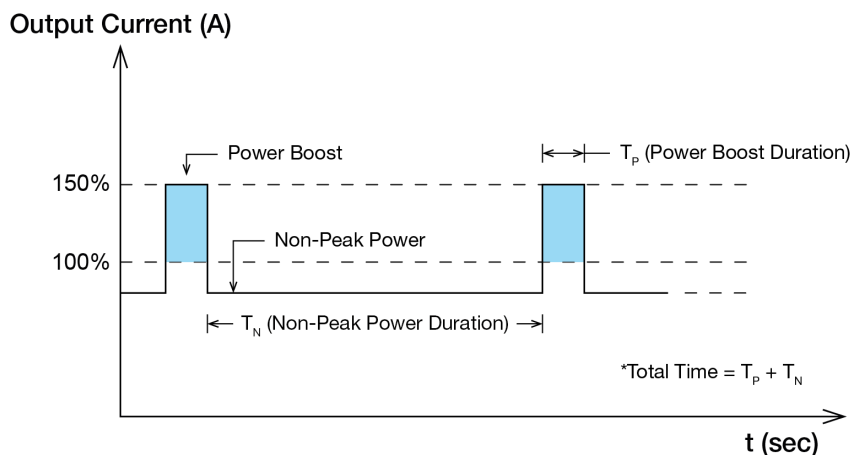 Output Current (A)
Power Boost
T_P (Power Boost Duration)
150%
Non-Peak Power
100%
T_N (Non-Peak Power Duration)
*Total Time = T_P + T_N
t (sec)